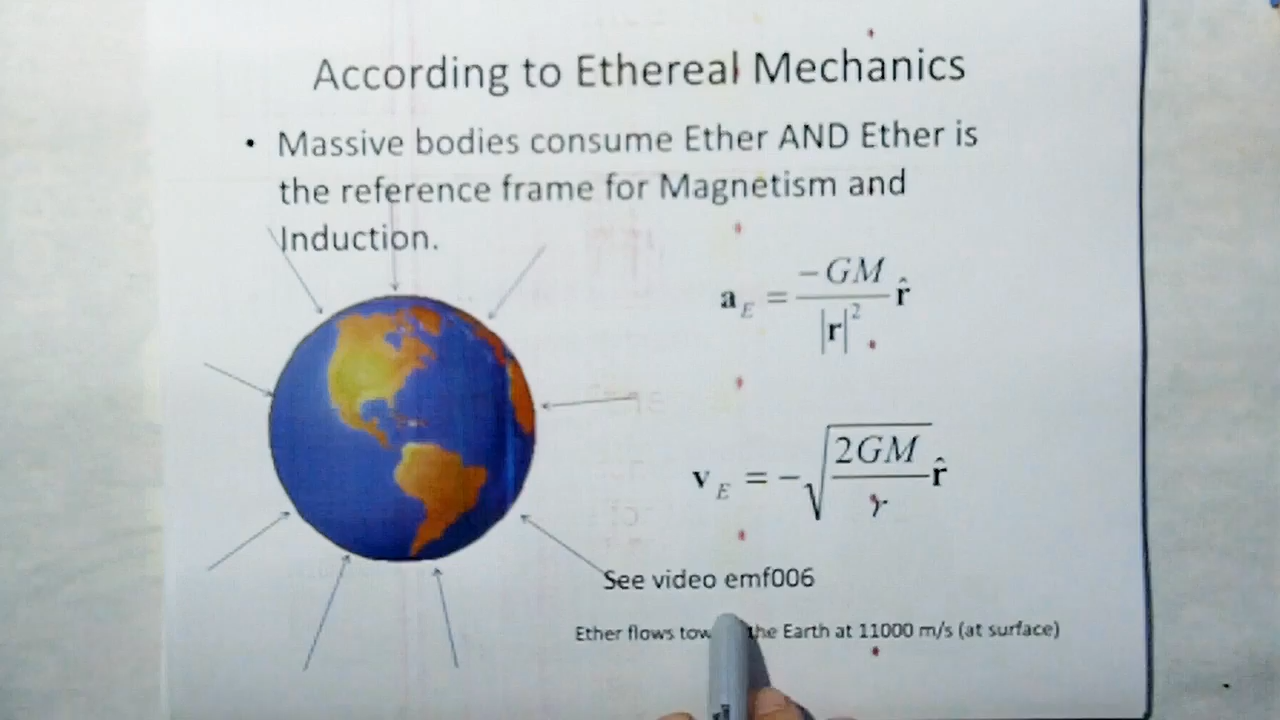 According to Ethereal Mechanics
• Massive bodies consume Ether AND Ether is
the reference frame for Magnetism and
Induction.
a_E = -GM / |r|² r̂
v_E = -√(2GM / r) r̂
See video emf006
Ether flows tow the Earth at 11000 m/s (at surface)